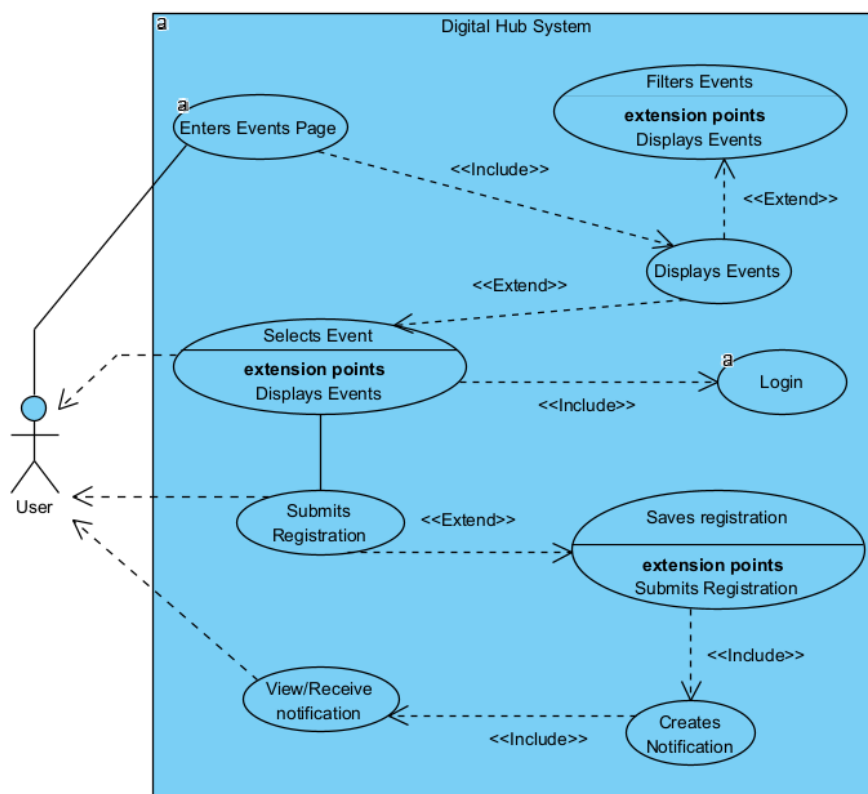 a
Digital Hub System
Filters Events
extension points
Displays Events
a
Enters Events Page
<<Include>>
<<Extend>>
Displays Events
<<Extend>>
Selects Event
extension points
Displays Events
a
Login
<<Include>>
User
Submits
Registration
<<Extend>>
Saves registration
extension points
Submits Registration
<<Include>>
View/Receive
notification
<<Include>>
Creates
Notification